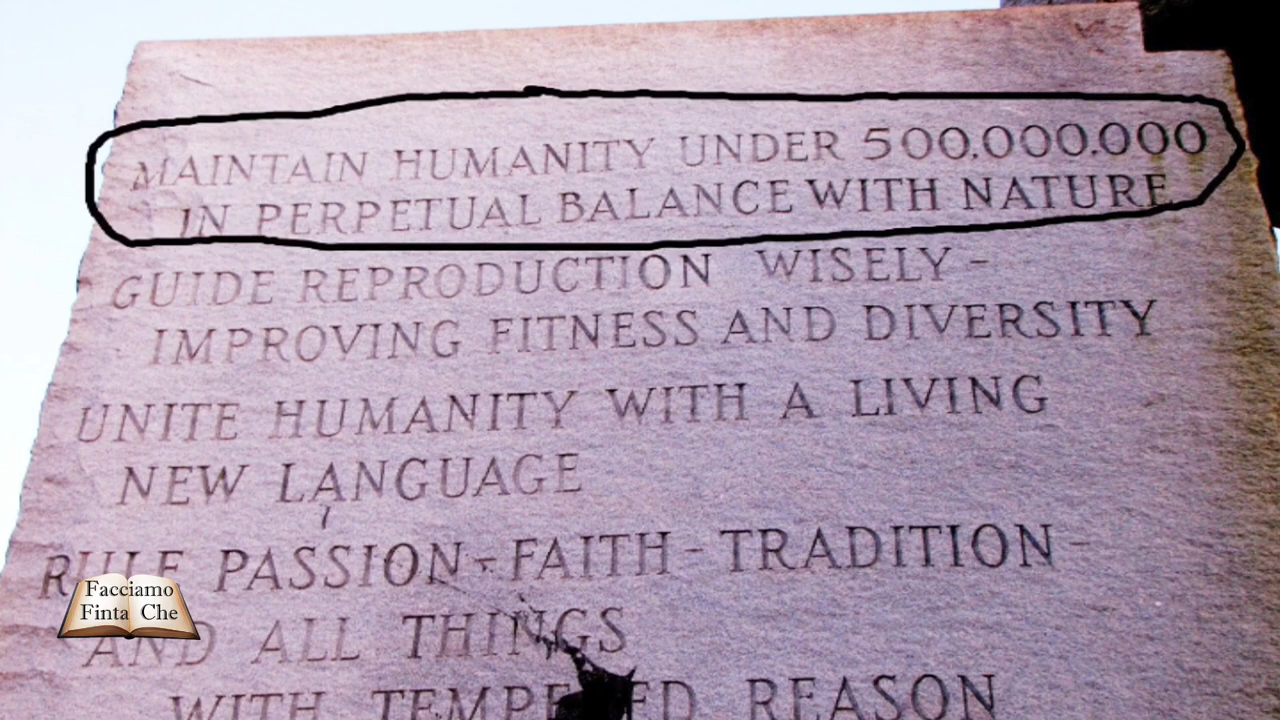 MAINTAIN HUMANITY UNDER 500,000,000
IN PERPETUAL BALANCE WITH NATURE
GUIDE REPRODUCTION WISELY -
IMPROVING FITNESS AND DIVERSITY
UNITE HUMANITY WITH A LIVING
NEW LANGUAGE
RULE PASSION - FAITH - TRADITION -
AND ALL THINGS
WITH TEMPERED REASON
Facciamo
Finta Che